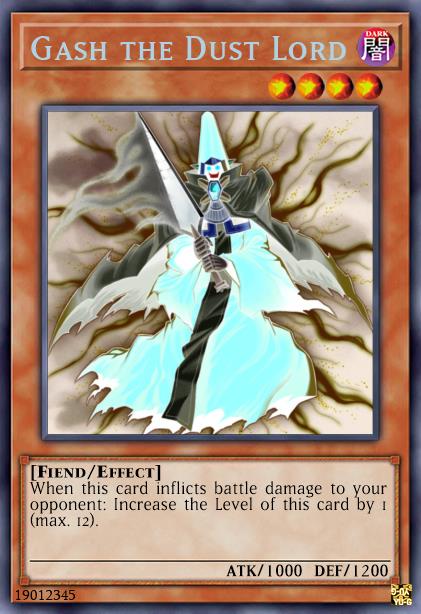 Gash the Dust Lord
DARK
闇
[Fiend/Effect]
When this card inflicts battle damage to your
opponent: Increase the Level of this card by 1
(max. 12).
ATK/1000 DEF/1200
19012345